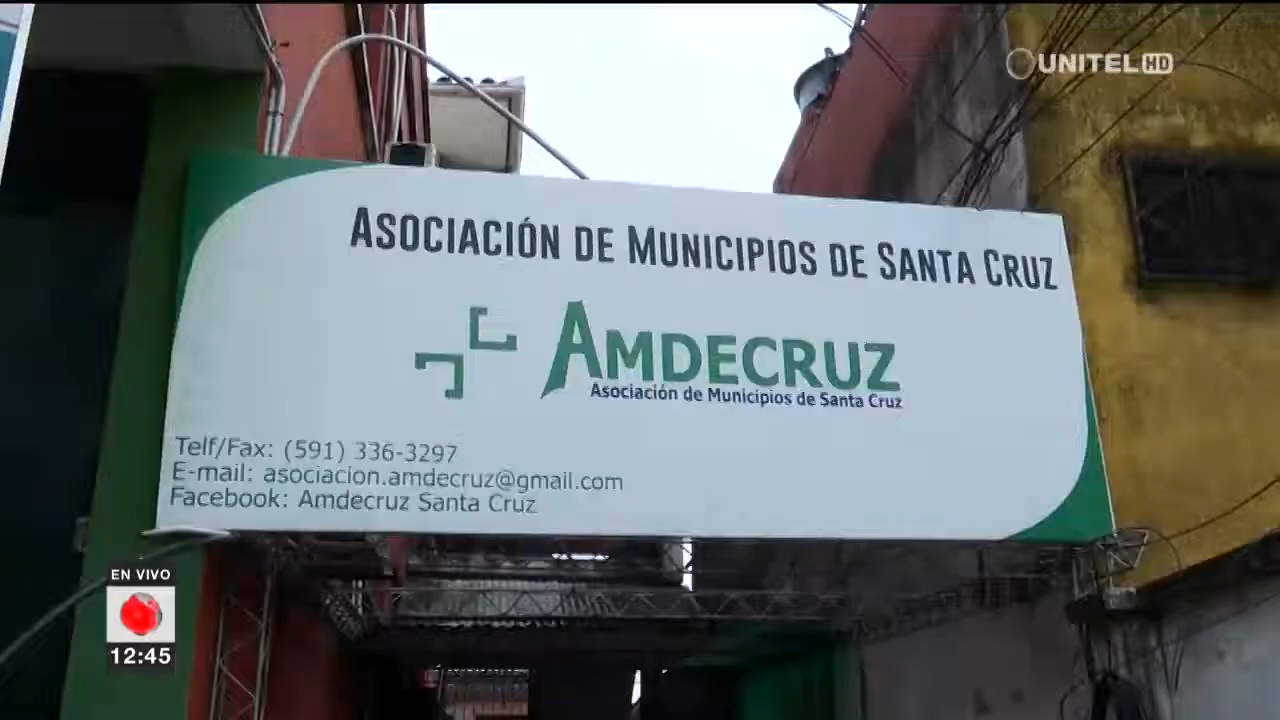 UNITEL HD
ASOCIACIÓN DE MUNICIPIOS DE SANTA CRUZ
AMDECRUZ
Asociación de Municipios de Santa Cruz
Telf/Fax: (591) 336-3297
E-mail: asociacion.amdecruz@gmail.com
Facebook: Amdecruz Santa Cruz
EN VIVO
12:45